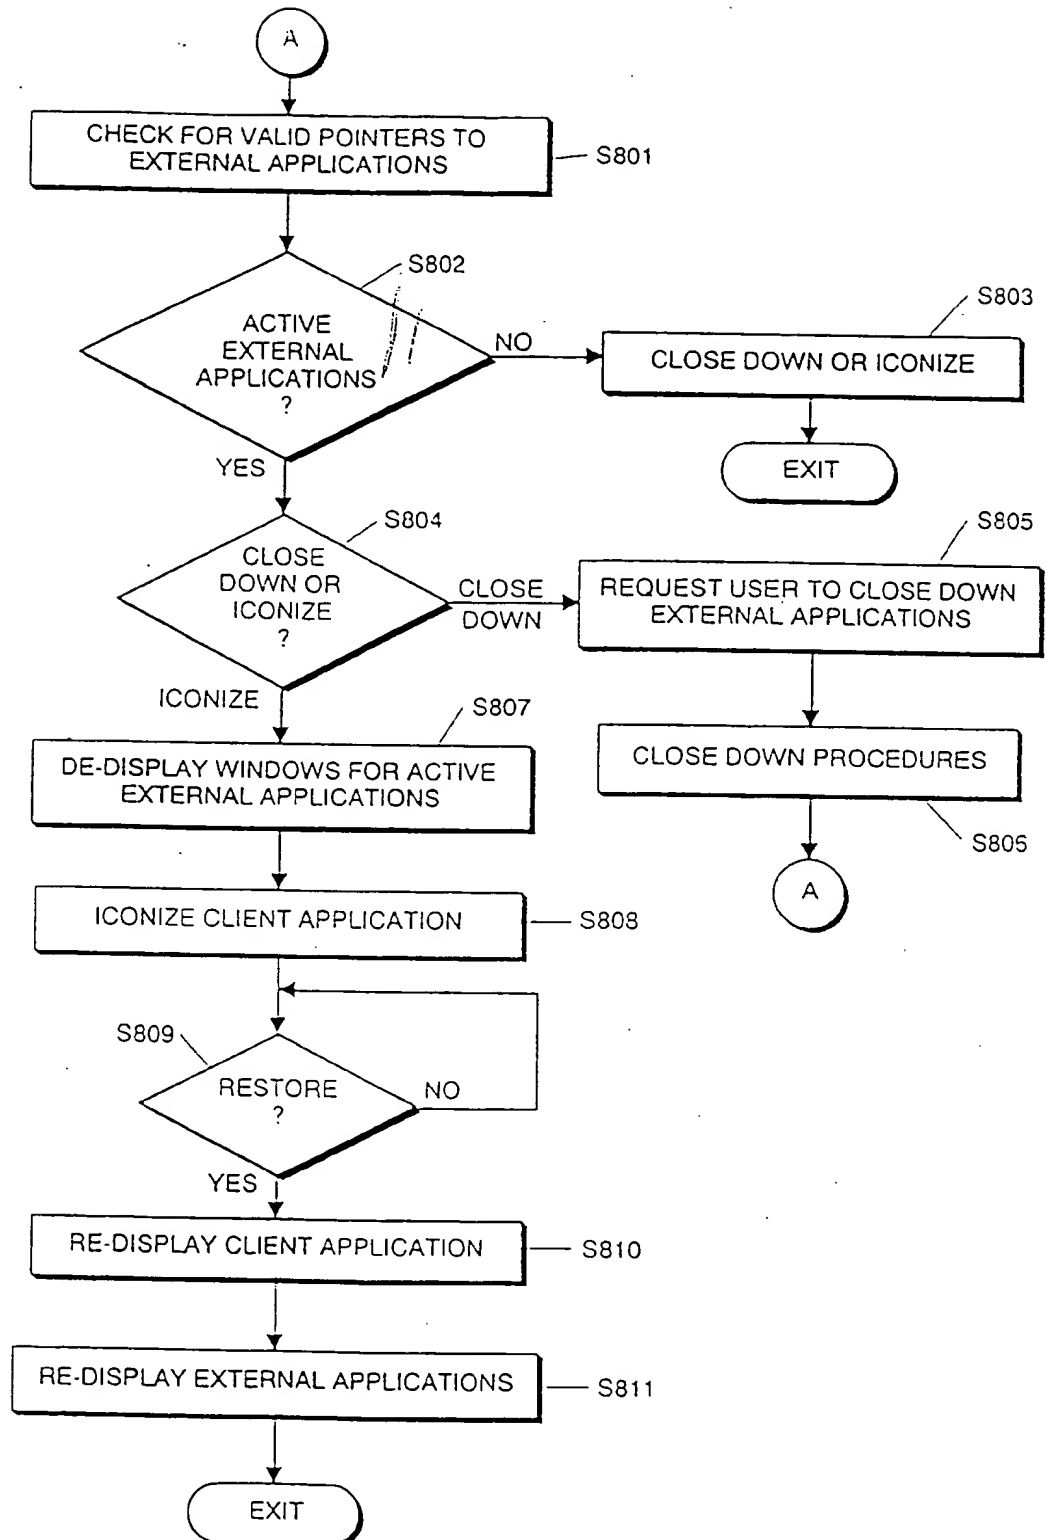 A
CHECK FOR VALID POINTERS TO
EXTERNAL APPLICATIONS
S801
S802
ACTIVE
EXTERNAL
APPLICATIONS
?
NO
S803
CLOSE DOWN OR ICONIZE
EXIT
YES
S804
CLOSE
DOWN OR
ICONIZE
?
CLOSE
DOWN
S805
REQUEST USER TO CLOSE DOWN
EXTERNAL APPLICATIONS
CLOSE DOWN PROCEDURES
S806
A
ICONIZE
S807
DE-DISPLAY WINDOWS FOR ACTIVE
EXTERNAL APPLICATIONS
ICONIZE CLIENT APPLICATION
S808
S809
RESTORE
?
NO
YES
RE-DISPLAY CLIENT APPLICATION
S810
RE-DISPLAY EXTERNAL APPLICATIONS
S811
EXIT